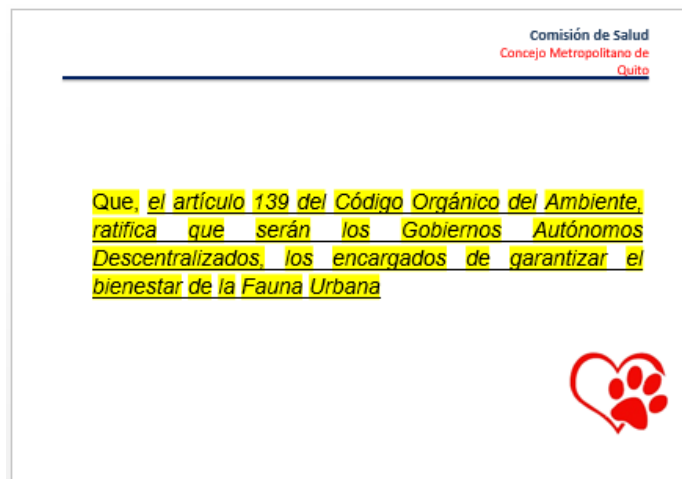 Comisión de Salud
Concejo Metropolitano de
Quito
Que, el artículo 139 del Código Orgánico del Ambiente,
ratifica que serán los Gobiernos Autónomos
Descentralizados, los encargados de garantizar el
bienestar de la Fauna Urbana